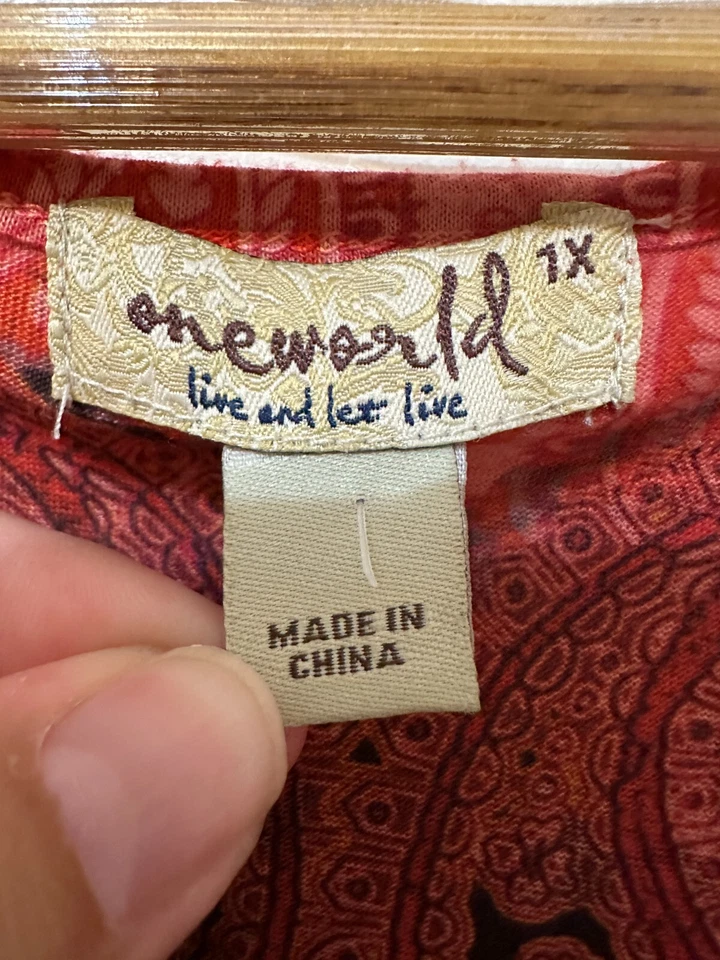 oneworld 1X
live and let live
MADE IN
CHINA